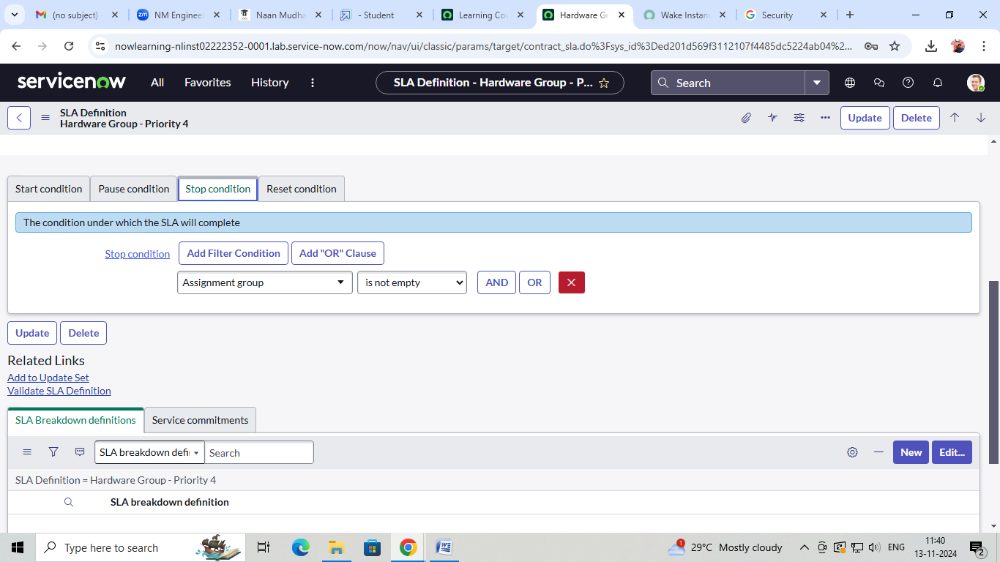 (no subject) -
NM Enginee
Naan Mudha
- Student
Learning Co
Hardware Gr
Wake Instan
Security
nowlearning-nlinst02222352-0001.lab.service-now.com/now/nav/ui/classic/params/target/contract_sla.do%3Fsys_id%3Ded201d569f3112107f4485dc5224ab04%2...
servicenow
All
Favorites
History
SLA Definition - Hardware Group - P...
Search
SLA Definition
Hardware Group - Priority 4
Update
Delete
Start condition
Pause condition
Stop condition
Reset condition
The condition under which the SLA will complete
Stop condition
Add Filter Condition
Add "OR" Clause
Assignment group
is not empty
AND
OR
Update
Delete
Related Links
Add to Update Set
Validate SLA Definition
SLA Breakdown definitions
Service commitments
SLA breakdown defi
Search
New
Edit...
SLA Definition = Hardware Group - Priority 4
SLA breakdown definition
Type here to search
1
29°C Mostly cloudy
ENG
11:40
13-11-2024
2